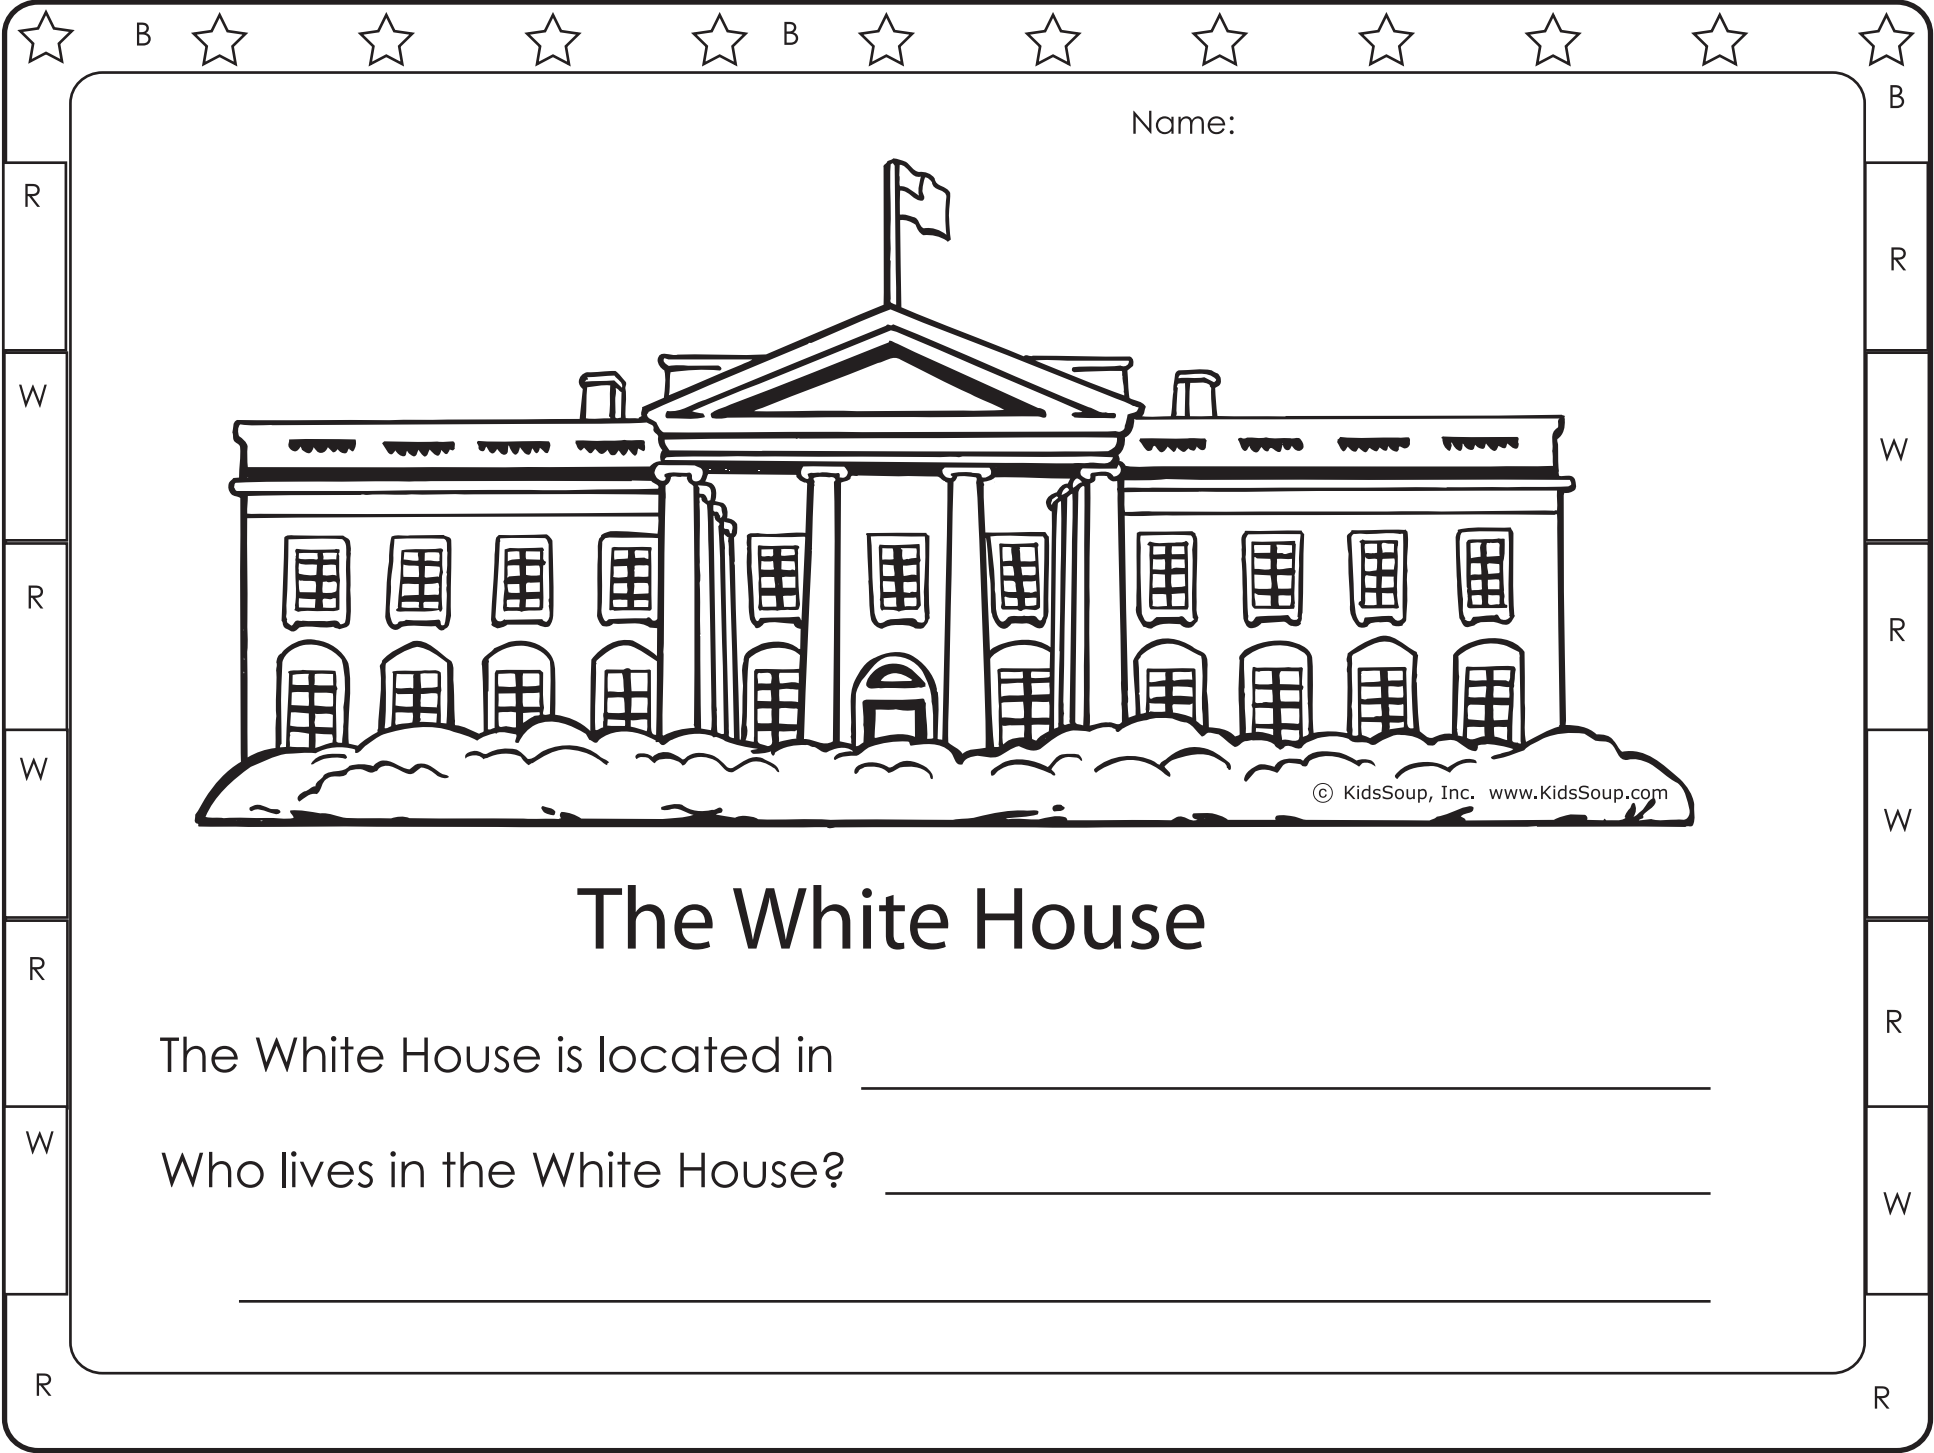 B B
B
Name:
R R
W W
R R
W W
© KidsSoup, Inc. www.KidsSoup.com
The White House
R R
The White House is located in
W W
Who lives in the White House?
R R